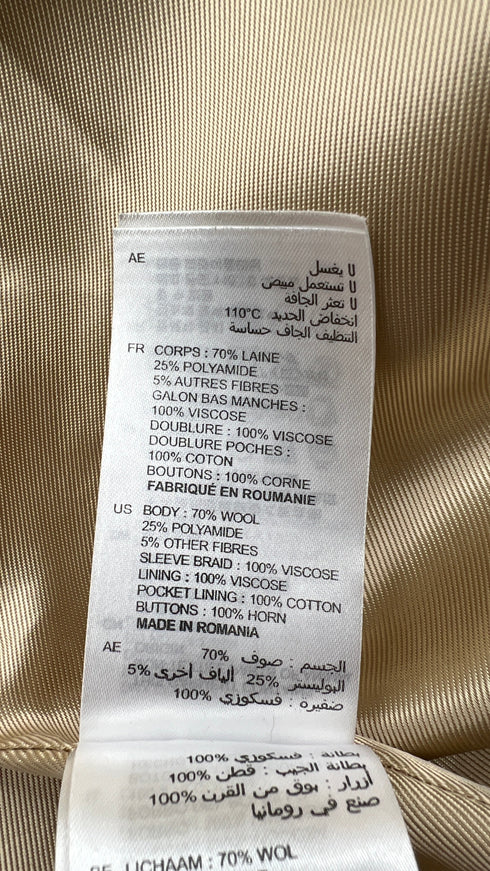 AE
لا يغسل
لا تستعمل مبيض
لا تعثر الجافة
انخفاض الحديد 110°C
التنظيف الجاف حساسة
FR CORPS : 70% LAINE
25% POLYAMIDE
5% AUTRES FIBRES
GALON BAS MANCHES :
100% VISCOSE
DOUBLURE : 100% VISCOSE
DOUBLURE POCHES :
100% COTON
BOUTONS : 100% CORNE
FABRIQUÉ EN ROUMANIE
US BODY : 70% WOOL
25% POLYAMIDE
5% OTHER FIBRES
SLEEVE BRAID : 100% VISCOSE
LINING : 100% VISCOSE
POCKET LINING : 100% COTTON
BUTTONS : 100% HORN
MADE IN ROMANIA
AE
الجسم : صوف 70%
البوليستر 25% ألياف أخرى 5%
ضفيره : فسكوزي 100%
بطانة : فسكوزي 100%
بطانة الجيب : قطن 100%
أزرار : بوق من القرن 100%
صنع في رومانيا
BE LICHAAM : 70% WOL